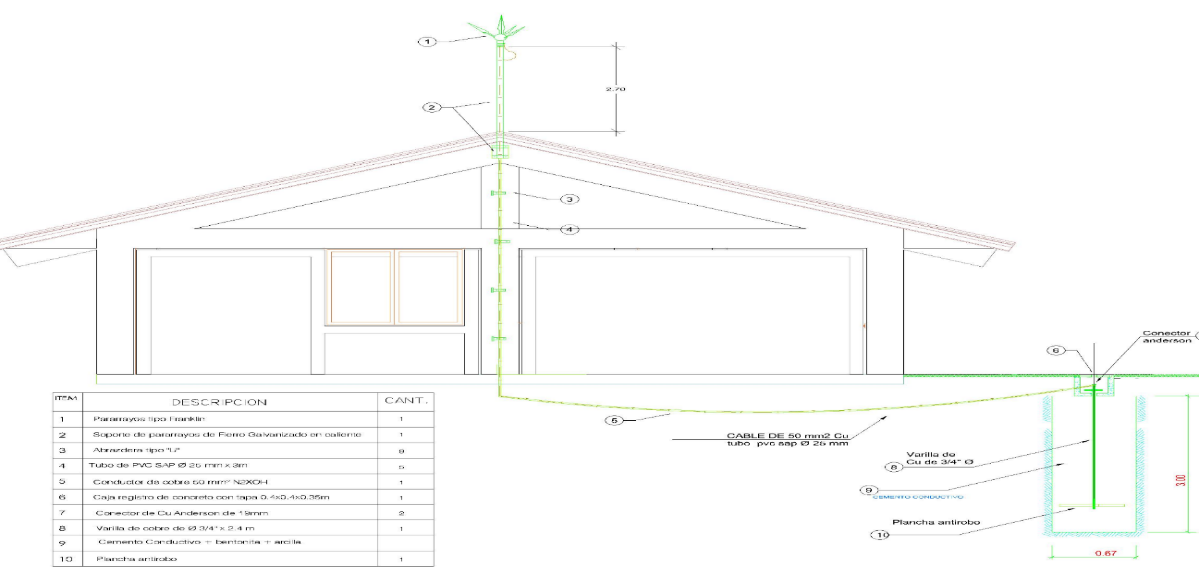 1
2.70
2
3
4
Conector
anderson
6
5
CABLE DE 50 mm2 Cu
tubo pvc sap Ø 25 mm
Varilla de
Cu de 3/4" Ø
8
9
CEMENTO CONDUCTIVO
3.00
Plancha antirobo
10
0.67
ITEM DESCRIPCION CANT.
1 Pararrayos tipo Franklin 1
2 Soporte de pararrayos de Fierro Galvanizado en caliente 1
3 Abrazdera tipo "U"
4 Tubo de PVC SAP Ø 25 mm x 3m 5
5 Conductor de cobre 50 mm² N2XOH 1
6 Caja registro de concreto con tapa 0.4x0.4x0.35m 1
7 Conector de Cu Anderson de 19mm 2
8 Varilla de cobre de Ø 3/4" x 2.4 m 1
9 Cemento Conductivo + bentonita + arcilla
10 Plancha antirobo 1